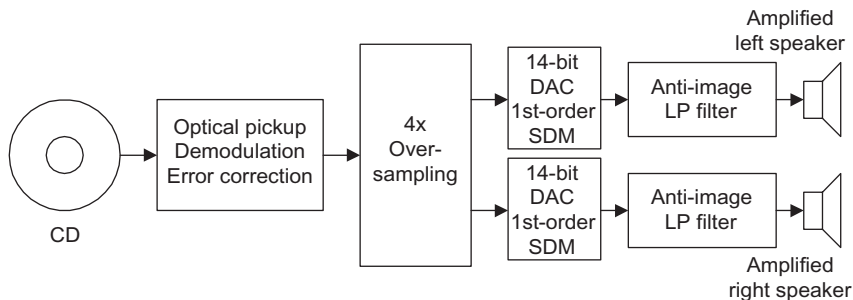 CD
Optical pickup
Demodulation
Error correction
4x
Over-
sampling
14-bit
DAC
1st-order
SDM
Anti-image
LP filter
Amplified
left speaker
14-bit
DAC
1st-order
SDM
Anti-image
LP filter
Amplified
right speaker